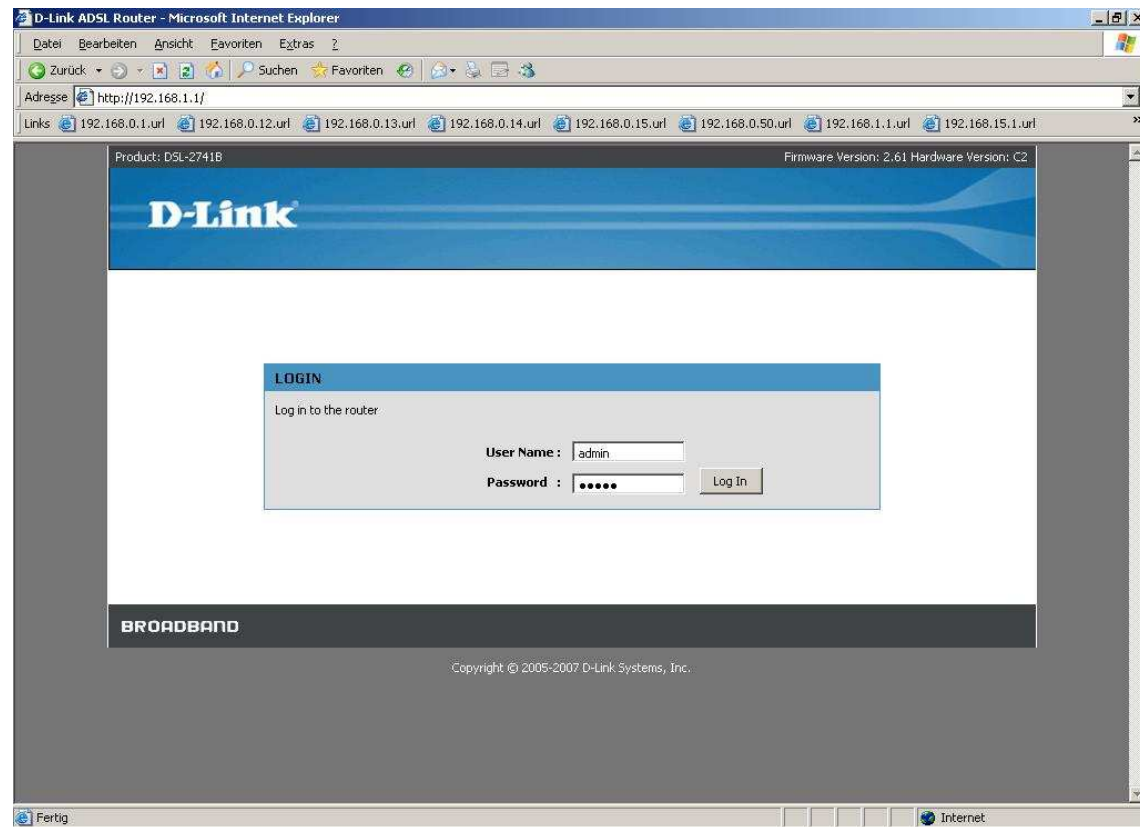 D-Link ADSL Router - Microsoft Internet Explorer
Datei Bearbeiten Ansicht Favoriten Extras ?
Zurück Suchen Favoriten
Adresse http://192.168.1.1/
Links 192.168.0.1.url 192.168.0.12.url 192.168.0.13.url 192.168.0.14.url 192.168.0.15.url 192.168.0.50.url 192.168.1.1.url 192.168.15.1.url »
Product: DSL-2741B Firmware Version: 2.61 Hardware Version: C2
D-Link
LOGIN
Log in to the router
User Name : admin
Password : ●●●●● Log In
BROADBAND
Copyright © 2005-2007 D-Link Systems, Inc.
Fertig Internet